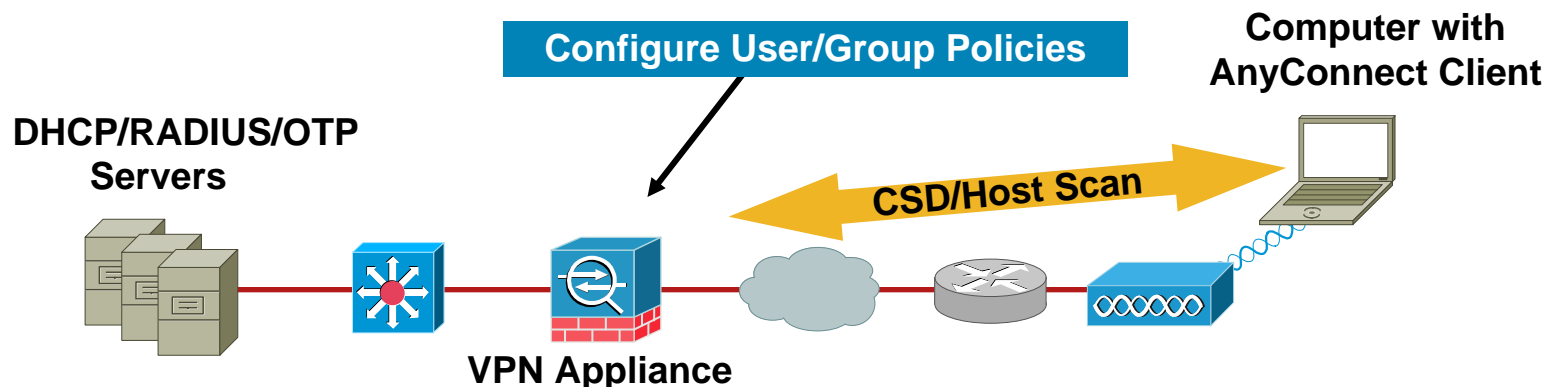 Configure User/Group Policies
Computer with
AnyConnect Client
DHCP/RADIUS/OTP
Servers
CSD/Host Scan
VPN Appliance